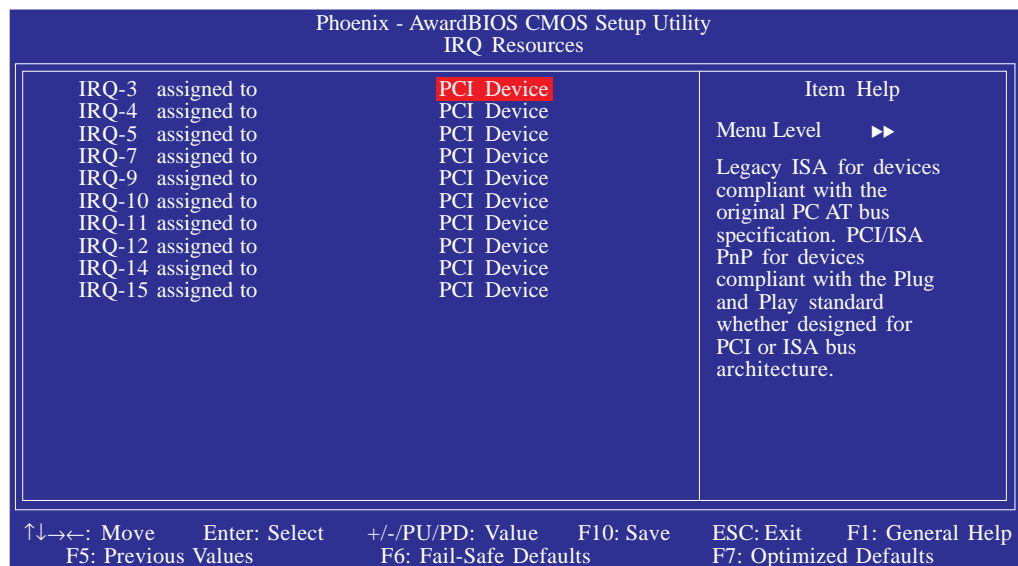 Phoenix - AwardBIOS CMOS Setup Utility
IRQ Resources
IRQ-3 assigned to PCI Device
IRQ-4 assigned to PCI Device
IRQ-5 assigned to PCI Device
IRQ-7 assigned to PCI Device
IRQ-9 assigned to PCI Device
IRQ-10 assigned to PCI Device
IRQ-11 assigned to PCI Device
IRQ-12 assigned to PCI Device
IRQ-14 assigned to PCI Device
IRQ-15 assigned to PCI Device
Item Help
Menu Level ▸▸
Legacy ISA for devices
compliant with the
original PC AT bus
specification. PCI/ISA
PnP for devices
compliant with the Plug
and Play standard
whether designed for
PCI or ISA bus
architecture.
↑↓→←: Move Enter: Select +/-/PU/PD: Value F10: Save ESC: Exit F1: General Help
F5: Previous Values F6: Fail-Safe Defaults F7: Optimized Defaults